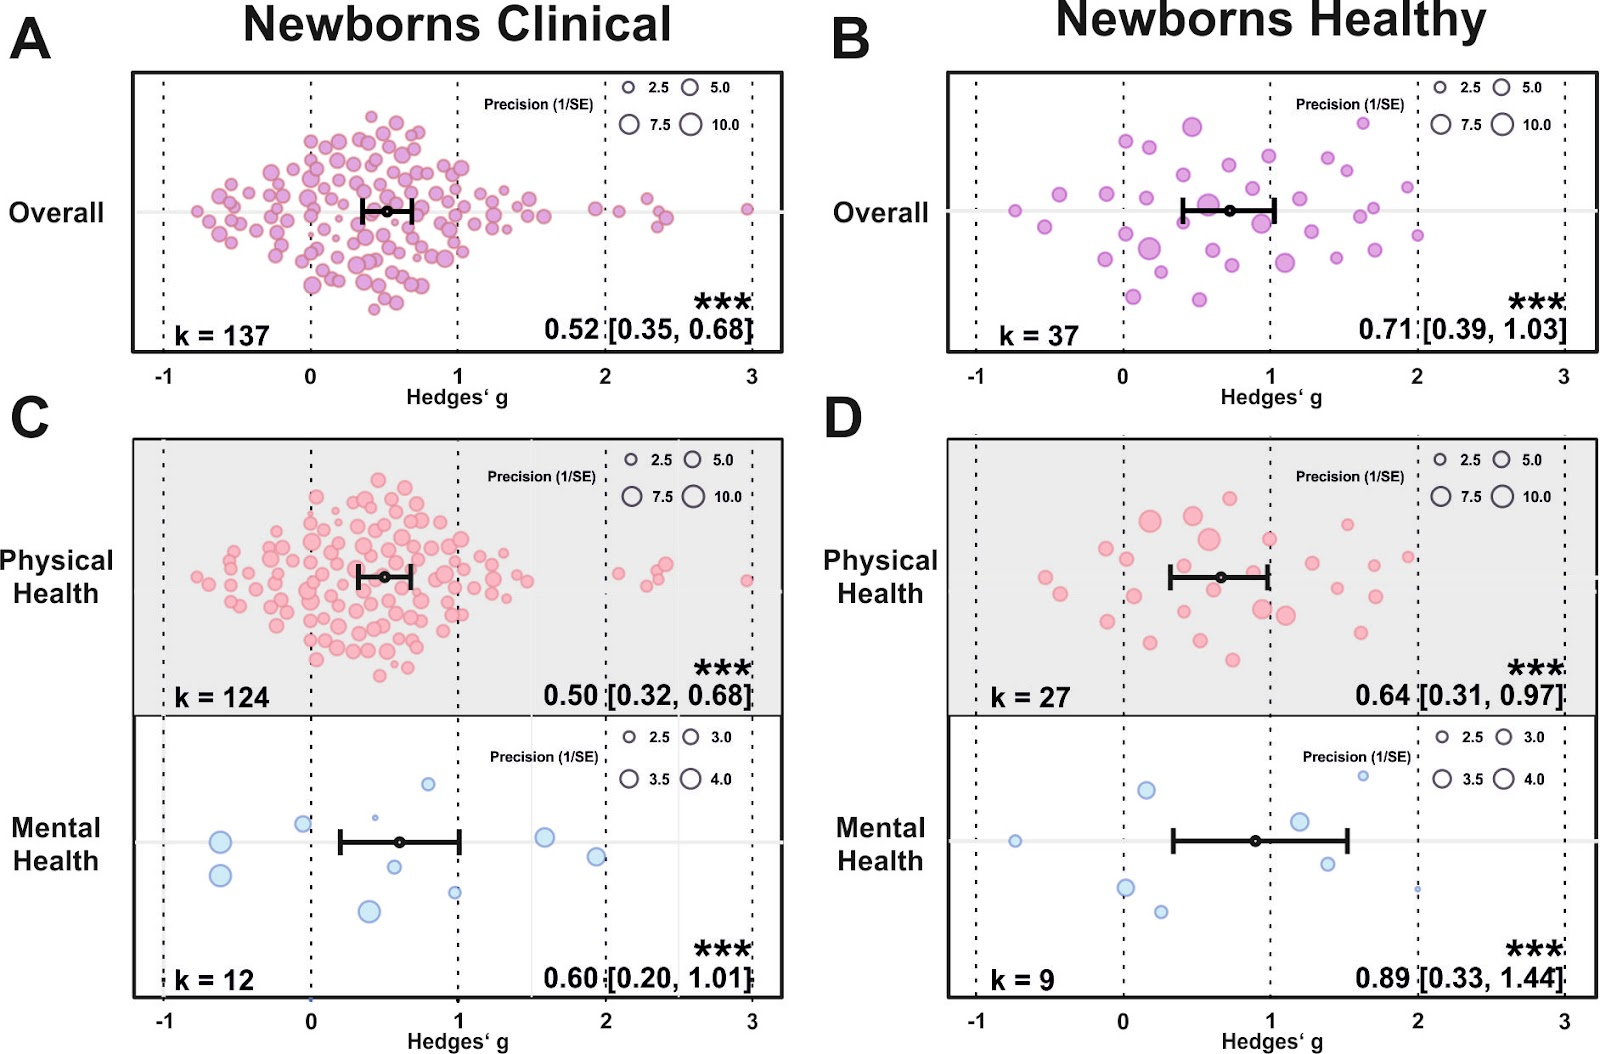 A
Newborns Clinical
Precision (1/SE)
2.5 5.0
7.5 10.0
Overall
***
k = 137
0.52 [0.35, 0.68]
-1 0 1 2 3
Hedges‘ g
B
Newborns Healthy
Precision (1/SE)
2.5 5.0
7.5 10.0
Overall
***
k = 37
0.71 [0.39, 1.03]
-1 0 1 2 3
Hedges‘ g
C
Precision (1/SE)
2.5 5.0
7.5 10.0
Physical
Health
***
k = 124
0.50 [0.32, 0.68]
Precision (1/SE)
2.5 3.0
3.5 4.0
Mental
Health
***
k = 12
0.60 [0.20, 1.01]
-1 0 1 2 3
Hedges‘ g
D
Precision (1/SE)
2.5 5.0
7.5 10.0
Physical
Health
***
k = 27
0.64 [0.31, 0.97]
Precision (1/SE)
2.5 3.0
3.5 4.0
Mental
Health
***
k = 9
0.89 [0.33, 1.44]
-1 0 1 2 3
Hedges‘ g